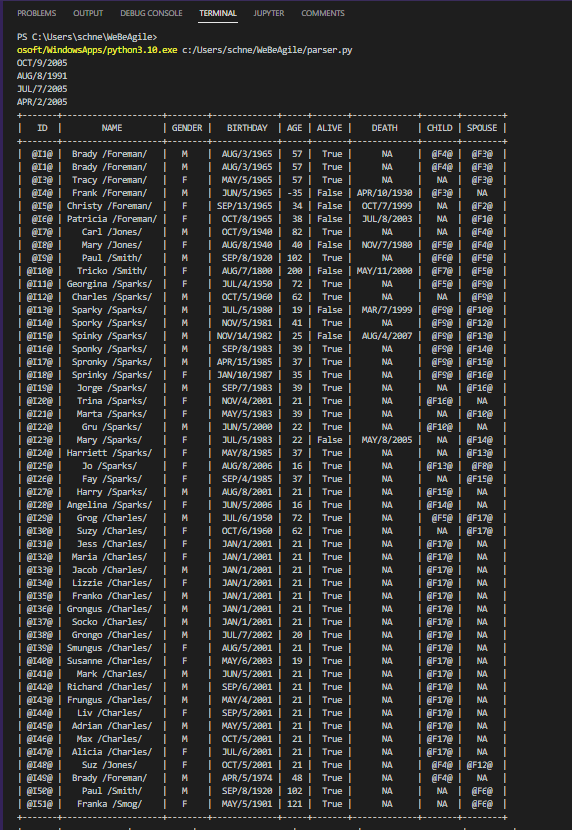 PROBLEMS OUTPUT DEBUG CONSOLE TERMINAL JUPYTER COMMENTS
PS C:\Users\schne\WeBeAgile>
osoft/WindowsApps/python3.10.exe c:/Users/schne/WeBeAgile/parser.py
OCT/9/2005
AUG/8/1991
JUL/7/2005
APR/2/2005
| ID | NAME | GENDER | BIRTHDAY | AGE | ALIVE | DEATH | CHILD | SPOUSE |
| @I1@ | Brady /Foreman/ | M | AUG/3/1965 | 57 | True | NA | @F4@ | @F3@ |
| @I1@ | Brady /Foreman/ | M | AUG/3/1965 | 57 | True | NA | @F4@ | @F3@ |
| @I3@ | Tracy /Foreman/ | F | MAY/5/1965 | 57 | True | NA | NA | @F3@ |
| @I4@ | Frank /Foreman/ | M | JUN/5/1965 | -35 | False | APR/10/1930 | @F3@ | NA |
| @I5@ | Christy /Foreman/ | F | SEP/13/1965 | 34 | False | OCT/7/1999 | NA | @F2@ |
| @I6@ | Patricia /Foreman/ | F | OCT/8/1965 | 38 | False | JUL/8/2003 | NA | @F1@ |
| @I7@ | Carl /Jones/ | M | OCT/9/1940 | 82 | True | NA | NA | @F4@ |
| @I8@ | Mary /Jones/ | F | AUG/8/1940 | 40 | False | NOV/7/1980 | @F5@ | @F4@ |
| @I9@ | Paul /Smith/ | M | SEP/8/1920 | 102 | True | NA | @F6@ | @F5@ |
| @I10@ | Tricko /Smith/ | F | AUG/7/1800 | 200 | False | MAY/11/2000 | @F7@ | @F5@ |
| @I11@ | Georgina /Sparks/ | F | JUL/4/1950 | 72 | True | NA | @F5@ | @F9@ |
| @I12@ | Charles /Sparks/ | M | OCT/5/1960 | 62 | True | NA | NA | @F9@ |
| @I13@ | Sparky /Sparks/ | M | JUL/5/1980 | 19 | False | MAR/7/1999 | @F9@ | @F10@ |
| @I14@ | Sporky /Sparks/ | M | NOV/5/1981 | 41 | True | NA | @F9@ | @F12@ |
| @I15@ | Spinky /Sparks/ | M | NOV/14/1982 | 25 | False | AUG/4/2007 | @F9@ | @F13@ |
| @I16@ | Sponky /Sparks/ | M | SEP/8/1983 | 39 | True | NA | @F9@ | @F14@ |
| @I17@ | Spronky /Sparks/ | M | APR/15/1985 | 37 | True | NA | @F9@ | @F15@ |
| @I18@ | Sprinky /Sparks/ | F | JAN/10/1987 | 35 | True | NA | @F9@ | @F16@ |
| @I19@ | Jorge /Sparks/ | M | SEP/7/1983 | 39 | True | NA | NA | @F16@ |
| @I20@ | Trina /Sparks/ | F | NOV/4/2001 | 21 | True | NA | @F16@ | NA |
| @I21@ | Marta /Sparks/ | F | MAY/5/1983 | 39 | True | NA | NA | @F10@ |
| @I22@ | Gru /Sparks/ | M | JUN/5/2000 | 22 | True | NA | @F10@ | NA |
| @I23@ | Mary /Sparks/ | F | JUL/5/1983 | 22 | False | MAY/8/2005 | NA | @F14@ |
| @I24@ | Harriett /Sparks/ | F | MAY/8/1985 | 37 | True | NA | NA | @F13@ |
| @I25@ | Jo /Sparks/ | F | AUG/8/2006 | 16 | True | NA | @F13@ | @F8@ |
| @I26@ | Fay /Sparks/ | F | SEP/4/1985 | 37 | True | NA | NA | @F15@ |
| @I27@ | Harry /Sparks/ | M | AUG/8/2001 | 21 | True | NA | @F15@ | NA |
| @I28@ | Angelina /Sparks/ | F | JUN/5/2006 | 16 | True | NA | @F14@ | NA |
| @I29@ | Grog /Charles/ | M | JUL/6/1950 | 72 | True | NA | @F5@ | @F17@ |
| @I30@ | Suzy /Charles/ | F | OCT/6/1960 | 62 | True | NA | NA | @F17@ |
| @I31@ | Jess /Charles/ | F | JAN/1/2001 | 21 | True | NA | @F17@ | NA |
| @I32@ | Maria /Charles/ | F | JAN/1/2001 | 21 | True | NA | @F17@ | NA |
| @I33@ | Jacob /Charles/ | M | JAN/1/2001 | 21 | True | NA | @F17@ | NA |
| @I34@ | Lizzie /Charles/ | F | JAN/1/2001 | 21 | True | NA | @F17@ | NA |
| @I35@ | Franko /Charles/ | M | JAN/1/2001 | 21 | True | NA | @F17@ | NA |
| @I36@ | Grongus /Charles/ | M | JAN/1/2001 | 21 | True | NA | @F17@ | NA |
| @I37@ | Socko /Charles/ | M | JAN/1/2001 | 21 | True | NA | @F17@ | NA |
| @I38@ | Grongo /Charles/ | M | JUL/7/2002 | 20 | True | NA | @F17@ | NA |
| @I39@ | Smungus /Charles/ | F | AUG/5/2001 | 21 | True | NA | @F17@ | NA |
| @I40@ | Susanne /Charles/ | F | MAY/6/2003 | 19 | True | NA | @F17@ | NA |
| @I41@ | Mark /Charles/ | M | JUN/5/2001 | 21 | True | NA | @F17@ | NA |
| @I42@ | Richard /Charles/ | M | SEP/6/2001 | 21 | True | NA | @F17@ | NA |
| @I43@ | Frungus /Charles/ | M | MAY/4/2001 | 21 | True | NA | @F17@ | NA |
| @I44@ | Liv /Charles/ | F | SEP/5/2001 | 21 | True | NA | @F17@ | NA |
| @I45@ | Adrian /Charles/ | M | MAY/5/2001 | 21 | True | NA | @F17@ | NA |
| @I46@ | Max /Charles/ | M | OCT/5/2001 | 21 | True | NA | @F17@ | NA |
| @I47@ | Alicia /Charles/ | F | JUL/6/2001 | 21 | True | NA | @F17@ | NA |
| @I48@ | Suz /Jones/ | F | OCT/5/2001 | 21 | True | NA | @F4@ | @F12@ |
| @I49@ | Brady /Foreman/ | M | APR/5/1974 | 48 | True | NA | @F4@ | NA |
| @I50@ | Paul /Smith/ | M | SEP/8/1920 | 102 | True | NA | NA | @F6@ |
| @I51@ | Franka /Smog/ | F | MAY/5/1901 | 121 | True | NA | @F6@ | @F6@ |